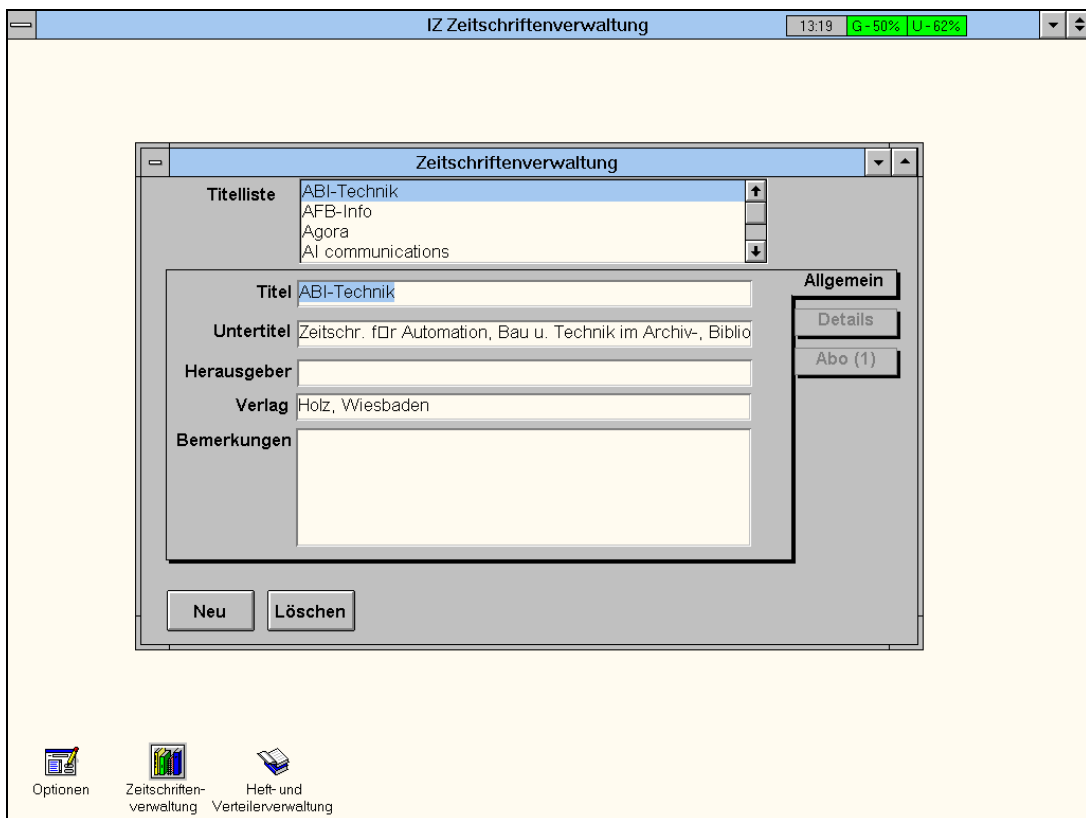 IZ Zeitschriftenverwaltung 13:19 G-50% U-62%
Zeitschriftenverwaltung
Titelliste
ABI-Technik
AFB-Info
Agora
AI communications
Allgemein
Titel ABI-Technik
Details
Untertitel Zeitschr. f□r Automation, Bau u. Technik im Archiv-, Biblio
Abo (1)
Herausgeber
Verlag Holz, Wiesbaden
Bemerkungen
Neu Löschen
Optionen
Zeitschriften-
verwaltung
Heft- und
Verteilerverwaltung